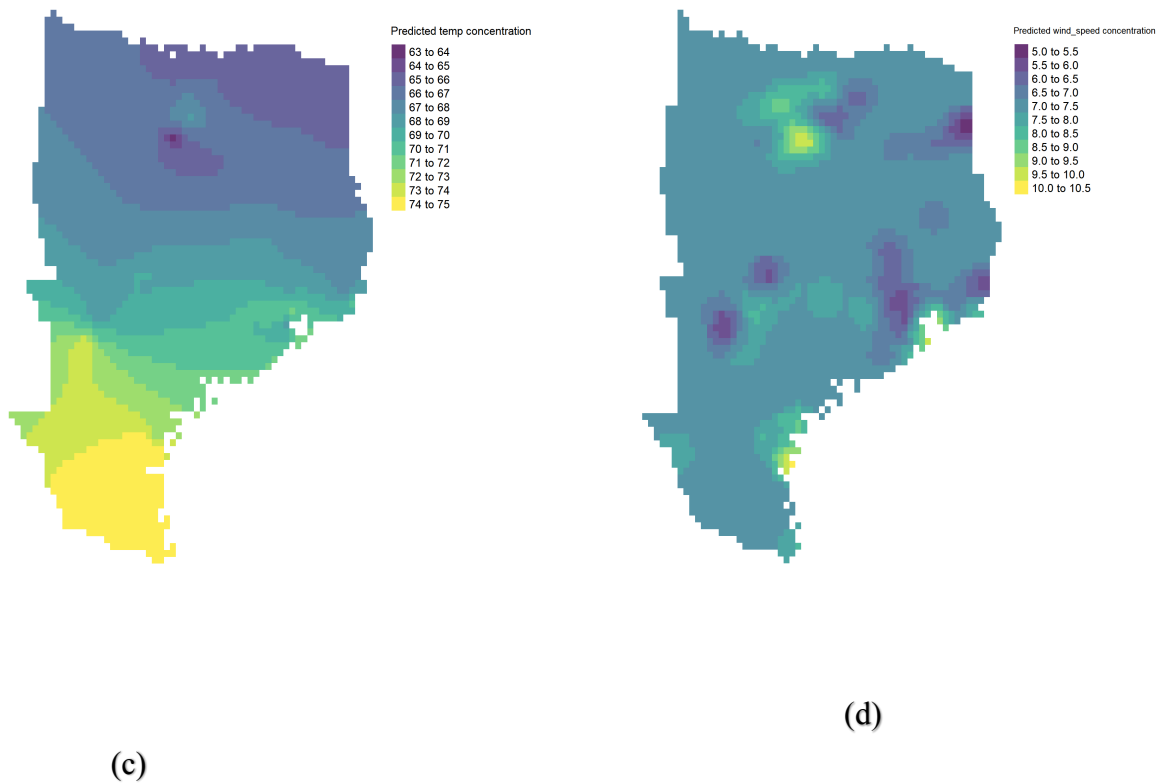 Predicted temp concentration
63 to 64
64 to 65
65 to 66
66 to 67
67 to 68
68 to 69
69 to 70
70 to 71
71 to 72
72 to 73
73 to 74
74 to 75
(c)
Predicted wind_speed concentration
5.0 to 5.5
5.5 to 6.0
6.0 to 6.5
6.5 to 7.0
7.0 to 7.5
7.5 to 8.0
8.0 to 8.5
8.5 to 9.0
9.0 to 9.5
9.5 to 10.0
10.0 to 10.5
(d)